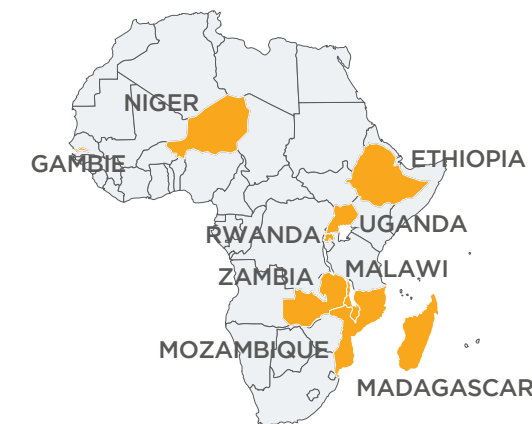 NIGER
GAMBIE
ETHIOPIA
UGANDA
RWANDA
MALAWI
ZAMBIA
MOZAMBIQUE
MADAGASCAR